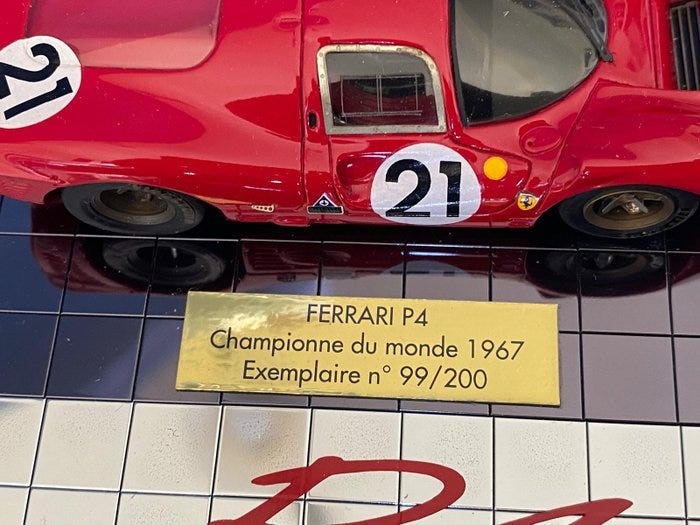 21
21
FERRARI P4
Championne du monde 1967
Exemplaire n° 99/200